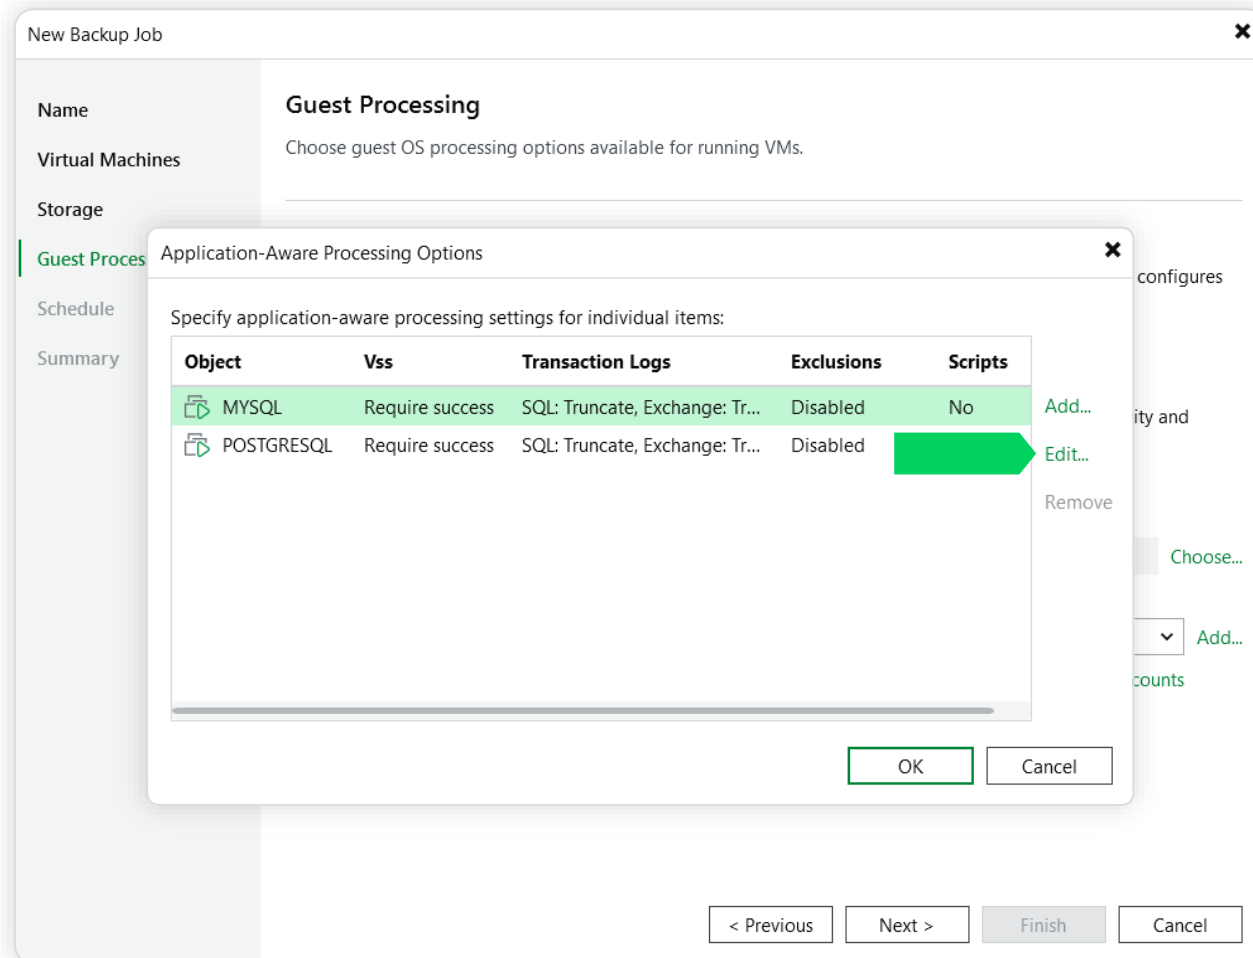 New Backup Job
Name
Virtual Machines
Storage
Guest Proces
Schedule
Summary
Guest Processing
Choose guest OS processing options available for running VMs.
configures
ity and
Choose...
Add...
counts
Application-Aware Processing Options
Specify application-aware processing settings for individual items:
Object Vss Transaction Logs Exclusions Scripts
MYSQL Require success SQL: Truncate, Exchange: Tr... Disabled No
POSTGRESQL Require success SQL: Truncate, Exchange: Tr... Disabled
Add...
Edit...
Remove
OK Cancel
< Previous Next > Finish Cancel